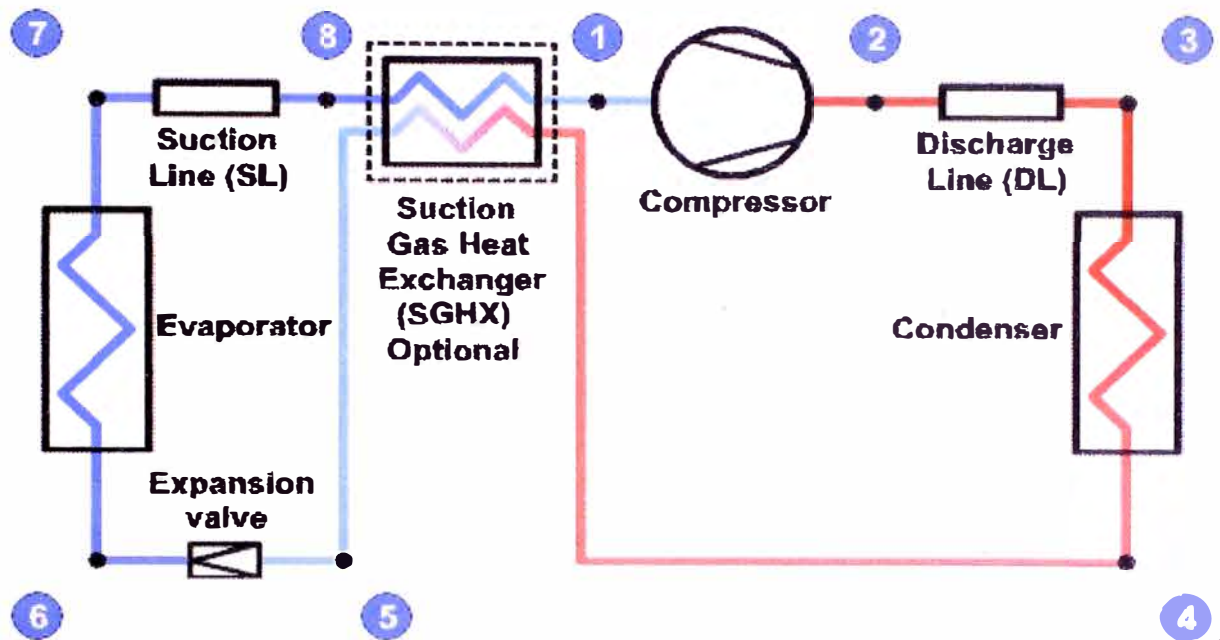 7
8
1
2
3
Suction
Line (SL)
Suction
Gas Heat
Exchanger
(SGHX)
Optional
Compressor
Discharge
Line (DL)
Evaporator
Condenser
Expansion
valve
6
5
4